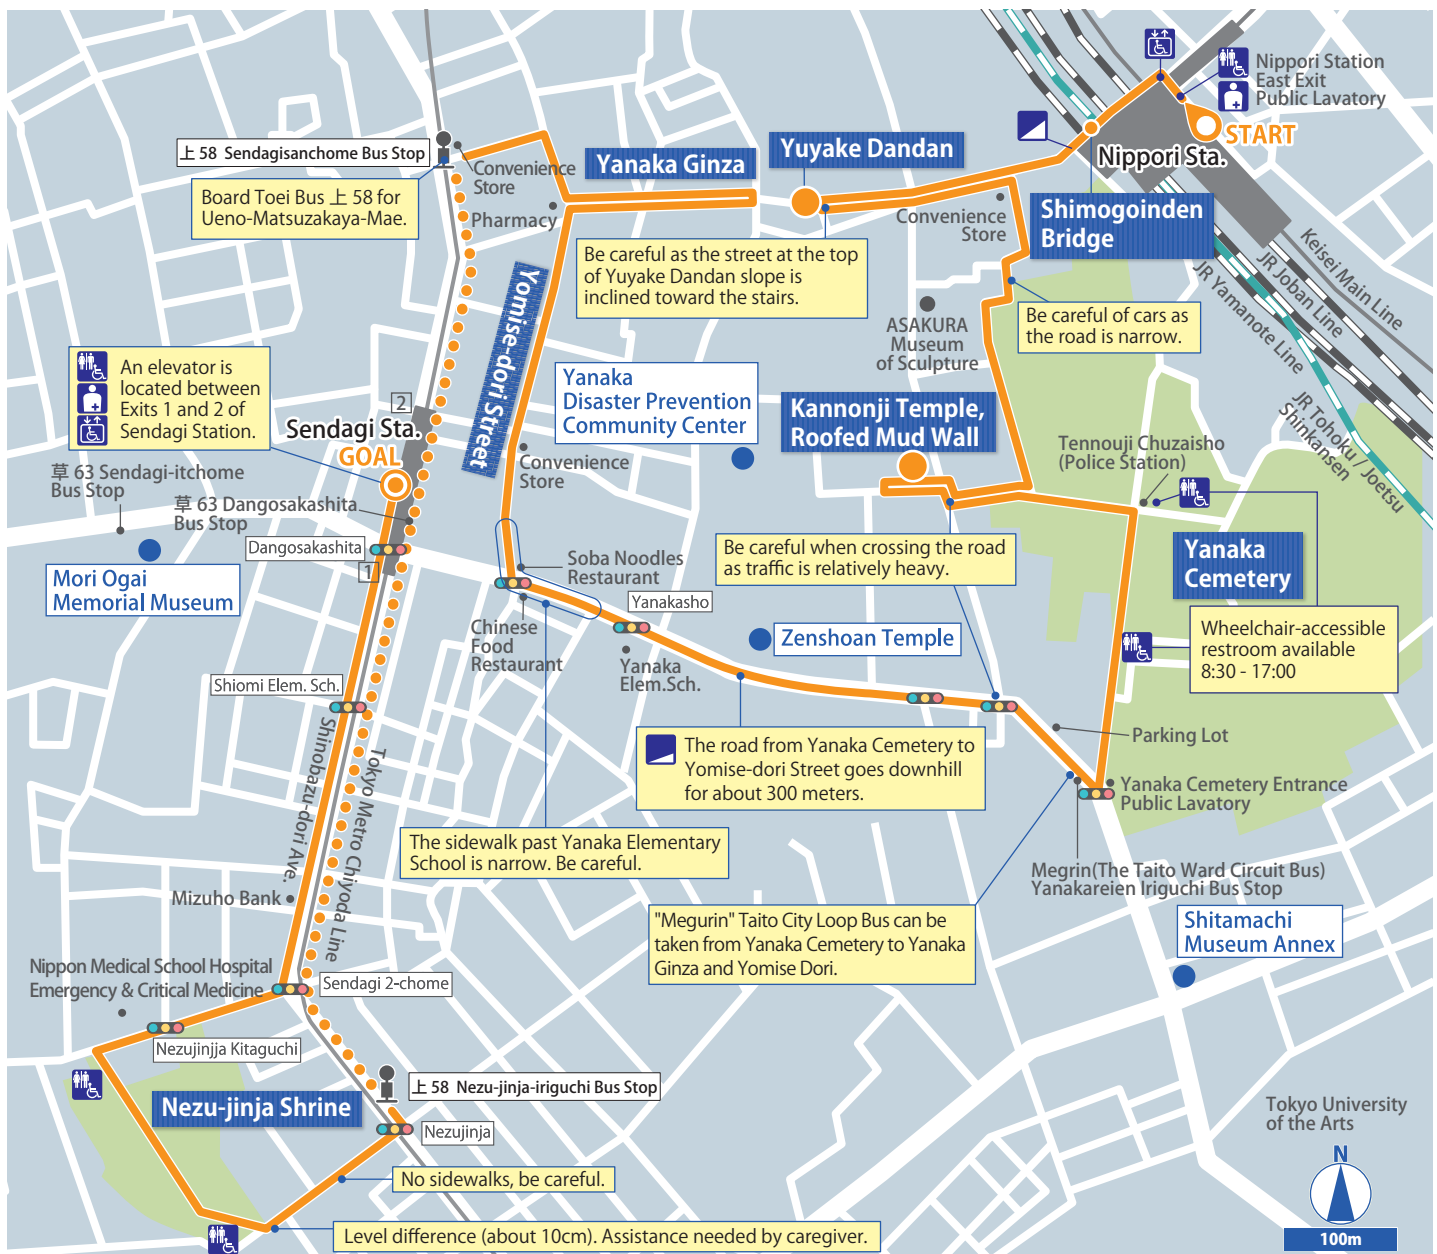 Nippori Station
East Exit
Public Lavatory
START
Nippori Sta.
上 58 Sendagisanchome Bus Stop
Board Toei Bus 上 58 for
Ueno-Matsuzakaya-Mae.
Convenience
Store
Pharmacy
Yanaka Ginza
Yuyake Dandan
Convenience
Store
Shimogoinden
Bridge
Keisei Main Line
JR Joban Line
JR Yamanote Line
JR Tohoku / Joetsu
Shinkansen
Be careful as the street at the top
of Yuyake Dandan slope is
inclined toward the stairs.
Yomise-dori Street
ASAKURA
Museum
of Sculpture
Be careful of cars as
the road is narrow.
An elevator is
located between
Exits 1 and 2 of
Sendagi Station.
2
Sendagi Sta.
GOAL
Yanaka
Disaster Prevention
Community Center
Kannonji Temple,
Roofed Mud Wall
Tennouji Chuzaisho
(Police Station)
Convenience
Store
草 63 Sendagi-itchome
Bus Stop
草 63 Dangosakashita
Bus Stop
Dangosakashita
1
Mori Ogai
Memorial Museum
Soba Noodles
Restaurant
Be careful when crossing the road
as traffic is relatively heavy.
Yanaka
Cemetery
Yanakasho
Chinese
Food
Restaurant
Yanaka
Elem.Sch.
Zenshoan Temple
Wheelchair-accessible
restroom available
8:30 - 17:00
Shiomi Elem. Sch.
Shinobazu-dori Ave.
Tokyo Metro Chiyoda Line
The road from Yanaka Cemetery to
Yomise-dori Street goes downhill
for about 300 meters.
Parking Lot
Yanaka Cemetery Entrance
Public Lavatory
The sidewalk past Yanaka Elementary
School is narrow. Be careful.
Megrin(The Taito Ward Circuit Bus)
Yanakareien Iriguchi Bus Stop
Mizuho Bank
"Megurin" Taito City Loop Bus can be
taken from Yanaka Cemetery to Yanaka
Ginza and Yomise Dori.
Shitamachi
Museum Annex
Nippon Medical School Hospital
Emergency & Critical Medicine
Sendagi 2-chome
Nezujinjja Kitaguchi
上 58 Nezu-jinja-iriguchi Bus Stop
Nezu-jinja Shrine
Nezujinja
Tokyo University
of the Arts
No sidewalks, be careful.
Level difference (about 10cm). Assistance needed by caregiver.
N
100m